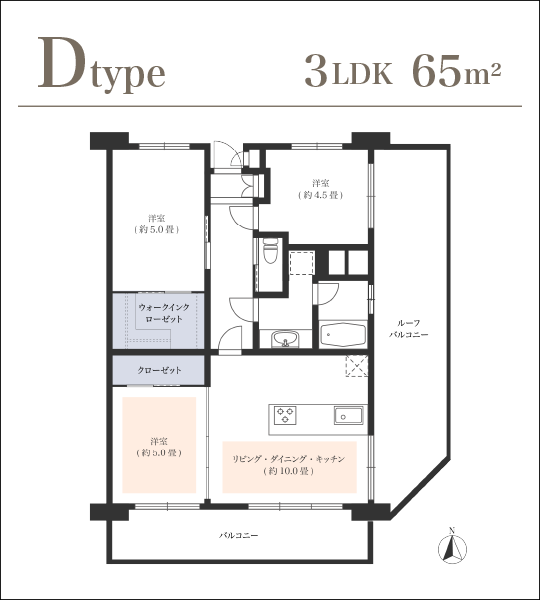 Dtype
3LDK 65m²
洋室
(約4.5畳)
洋室
(約5.0畳)
ウォークイン
クローゼット
ルーフ
バルコニー
クローゼット
洋室
(約5.0畳)
リビング・ダイニング・キッチン
(約10.0畳)
バルコニー
N